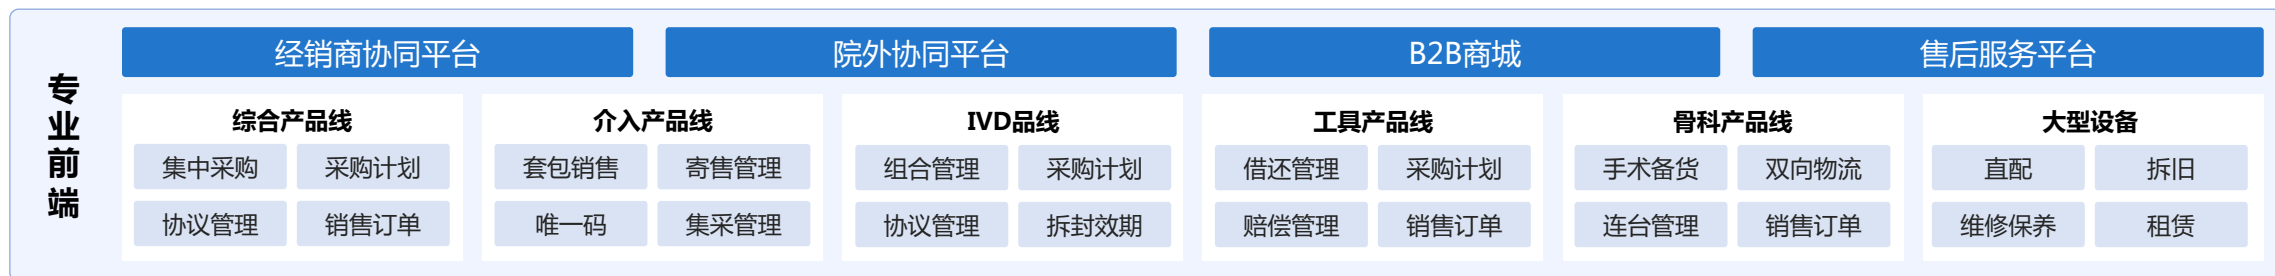 专业前端
经销商协同平台
院外协同平台
B2B商城
售后服务平台
综合产品线
集中采购
采购计划
协议管理
销售订单
介入产品线
套包销售
寄售管理
唯一码
集采管理
IVD品线
组合管理
采购计划
协议管理
拆封效期
工具产品线
借还管理
采购计划
赔偿管理
销售订单
骨科产品线
手术备货
双向物流
连台管理
销售订单
大型设备
直配
拆旧
维修保养
租赁